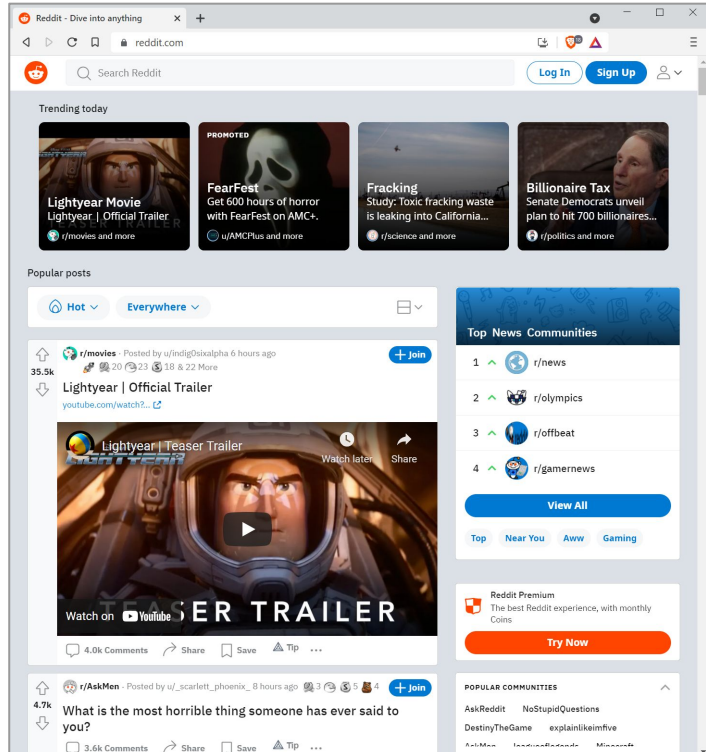 Reddit - Dive into anything
reddit.com
18
Search Reddit
Log In
Sign Up
Trending today
LIGHTYEAR
TEASER TRAILER
Lightyear Movie
Lightyear | Official Trailer
r/movies and more
PROMOTED
FearFest
Get 600 hours of horror
with FearFest on AMC+.
u/AMCPlus and more
Fracking
Study: Toxic fracking waste
is leaking into California...
r/science and more
Billionaire Tax
Senate Democrats unveil
plan to hit 700 billionaires...
r/politics and more
Popular posts
Hot
Everywhere
35.5k
r/movies · Posted by u/indig0sixalpha 6 hours ago
20 23 18 & 22 More
Join
Lightyear | Official Trailer
youtube.com/watch?...
Lightyear | Teaser Trailer
LIGHTYEAR
Watch later
Share
Watch on YouTube
TEASER TRAILER
4.0k Comments Share Save Tip ...
4.7k
r/AskMen · Posted by u/_scarlett_phoenix_ 8 hours ago 3 5 4
Join
What is the most horrible thing someone has ever said to
you?
3.6k Comments Share Save Tip ...
Top News Communities
1 r/news
2 r/olympics
3 r/offbeat
4 r/gamernews
View All
Top Near You Aww Gaming
Reddit Premium
The best Reddit experience, with monthly
Coins
Try Now
POPULAR COMMUNITIES
AskReddit NoStupidQuestions
DestinyTheGame explainlikeimfive
AskMen leagueoflegends Minecraft